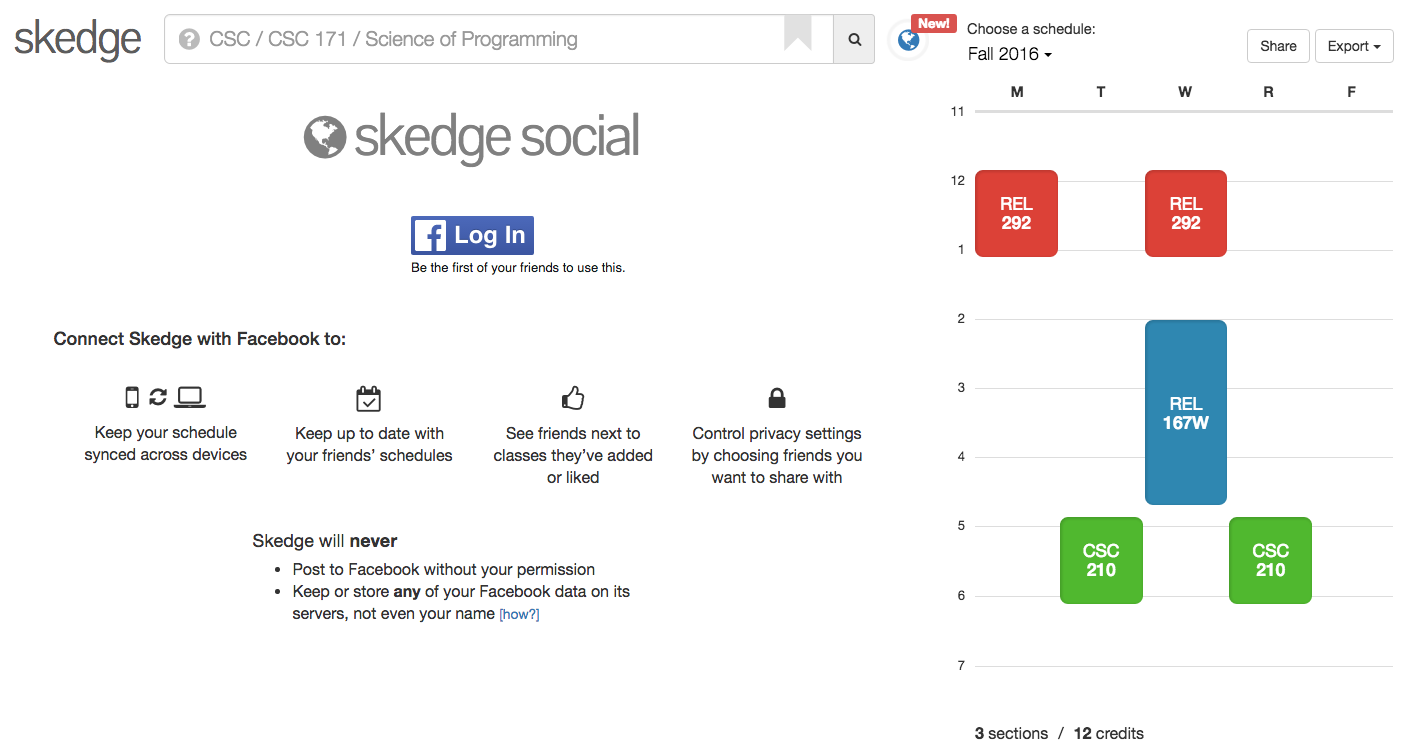 skedge
CSC / CSC 171 / Science of Programming
New!
skedge social
Log In
Be the first of your friends to use this.
Connect Skedge with Facebook to:
Keep your schedule
synced across devices
Keep up to date with
your friends’ schedules
See friends next to
classes they’ve added
or liked
Control privacy settings
by choosing friends you
want to share with
Skedge will never
• Post to Facebook without your permission
• Keep or store any of your Facebook data on its
servers, not even your name [how?]
Choose a schedule:
Fall 2016
Share
Export
M T W R F
11
12
REL
292
REL
292
1
2
3
REL
167W
4
5
CSC
210
CSC
210
6
7
3 sections / 12 credits